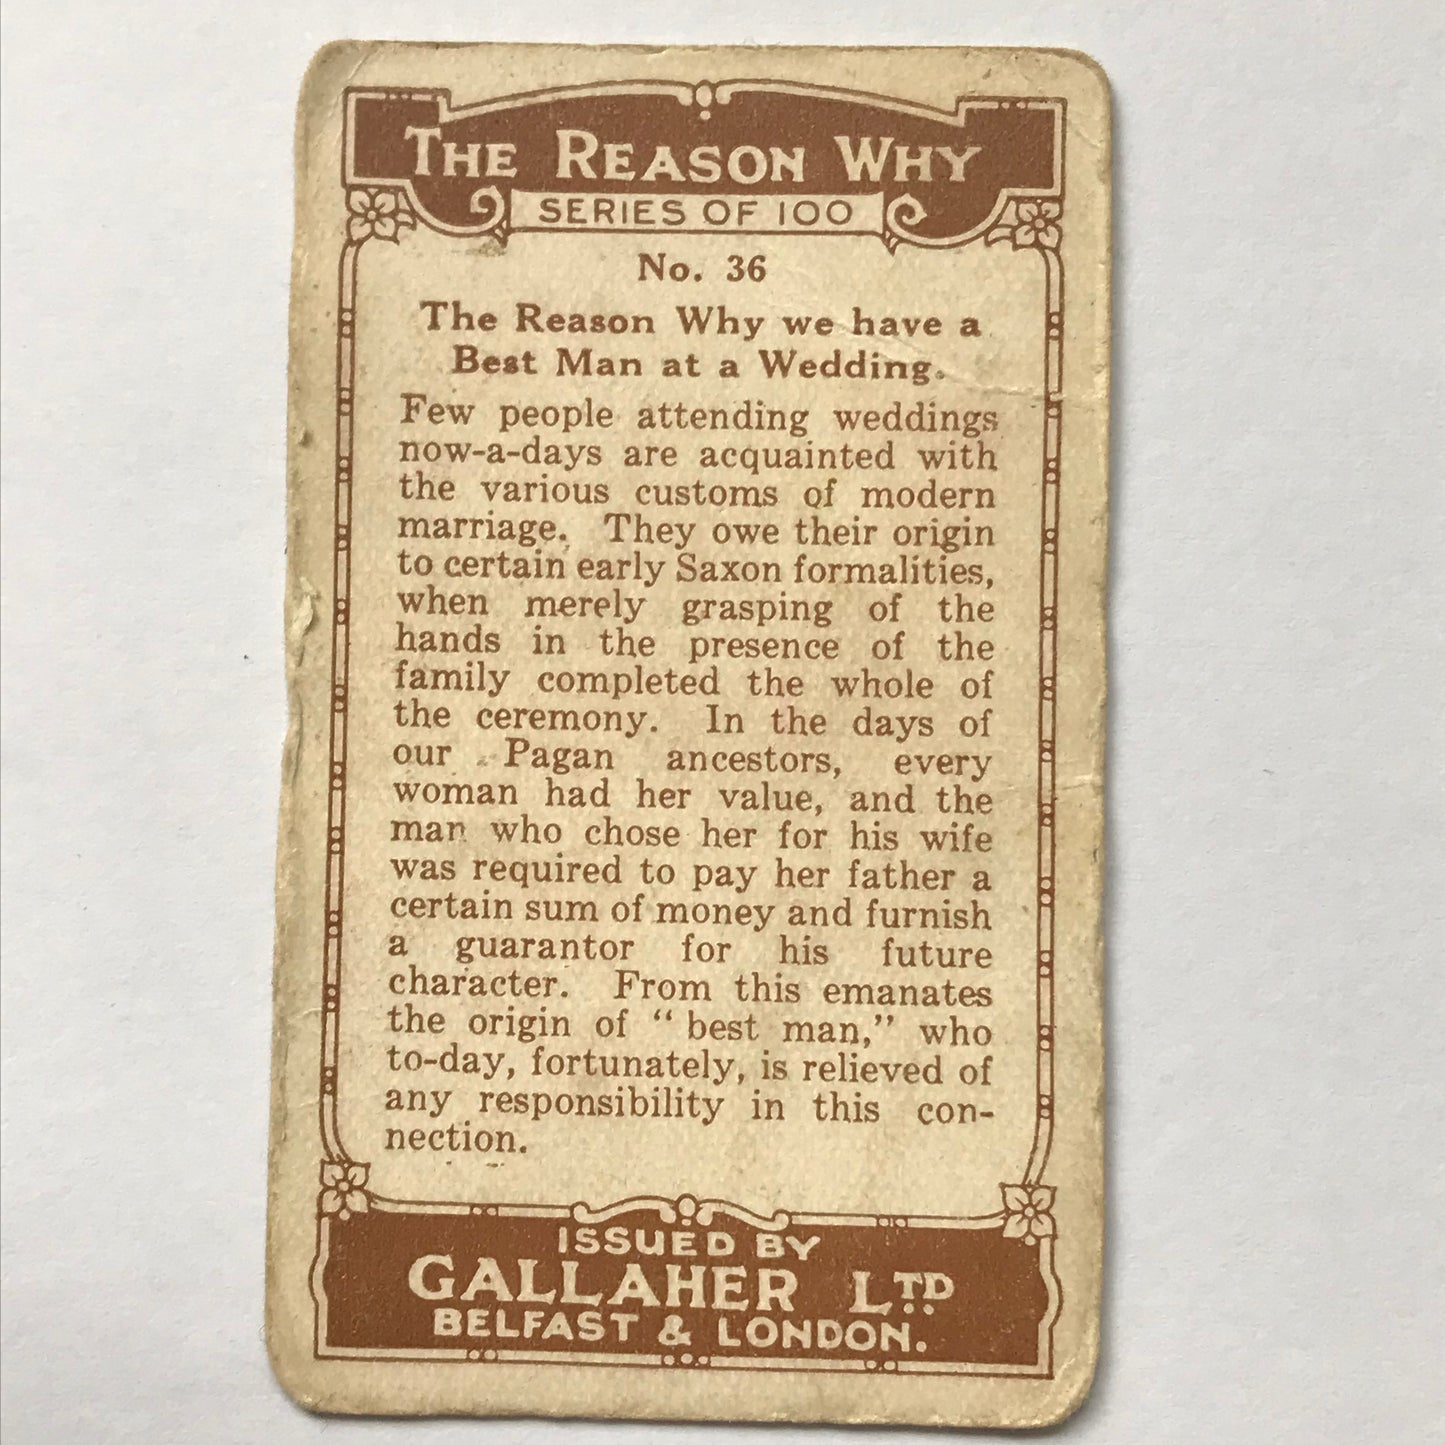 THE REASON WHY
SERIES OF 100
No. 36
The Reason Why we have a
Best Man at a Wedding.
Few people attending weddings
now-a-days are acquainted with
the various customs of modern
marriage. They owe their origin
to certain early Saxon formalities,
when merely grasping of the
hands in the presence of the
family completed the whole of
the ceremony. In the days of
our Pagan ancestors, every
woman had her value, and the
man who chose her for his wife
was required to pay her father a
certain sum of money and furnish
a guarantor for his future
character. From this emanates
the origin of “ best man,” who
to-day, fortunately, is relieved of
any responsibility in this con-
nection.
ISSUED BY
GALLAHER LTD
BELFAST & LONDON.